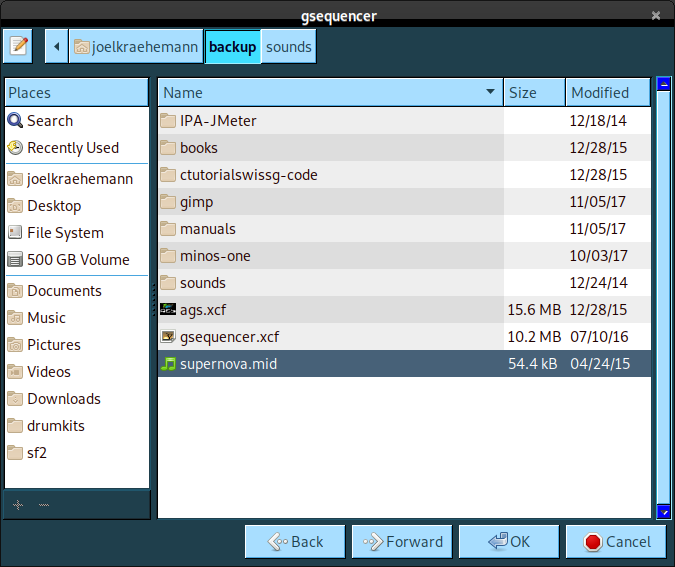 gsequencer
joelkraehemann backup sounds
Places
Search
Recently Used
joelkraehemann
Desktop
File System
500 GB Volume
Documents
Music
Pictures
Videos
Downloads
drumkits
sf2
Name Size Modified
IPA-JMeter 12/18/14
books 12/28/15
ctutorialswissg-code 12/28/15
gimp 11/05/17
manuals 11/05/17
minos-one 10/03/17
sounds 12/24/14
ags.xcf 15.6 MB 12/28/15
gsequencer.xcf 10.2 MB 07/10/16
supernova.mid 54.4 kB 04/24/15
Back Forward OK Cancel